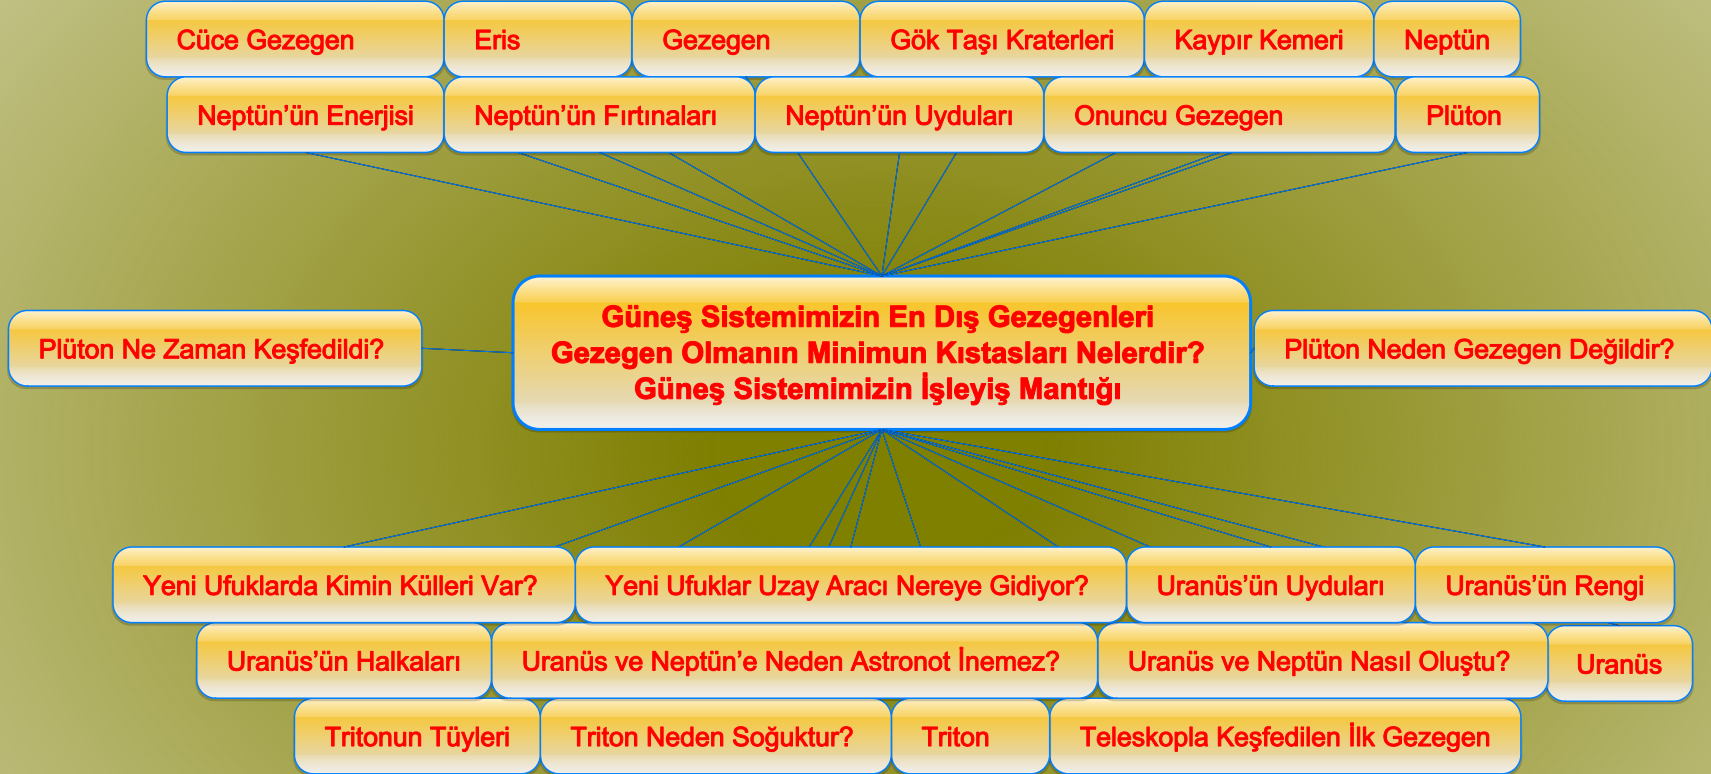 Cüce Gezegen
Eris
Gezegen
Gök Taşı Kraterleri
Kaypır Kemeri
Neptün
Neptün’ün Enerjisi
Neptün’ün Fırtınaları
Neptün’ün Uyduları
Onuncu Gezegen
Plüton
Güneş Sistemimizin En Dış Gezegenleri
Gezegen Olmanın Minimun Kıstasları Nelerdir?
Güneş Sistemimizin İşleyiş Mantığı
Plüton Ne Zaman Keşfedildi?
Plüton Neden Gezegen Değildir?
Yeni Ufuklarda Kimin Külleri Var?
Yeni Ufuklar Uzay Aracı Nereye Gidiyor?
Uranüs’ün Uyduları
Uranüs’ün Rengi
Uranüs’ün Halkaları
Uranüs ve Neptün’e Neden Astronot İnemez?
Uranüs ve Neptün Nasıl Oluştu?
Uranüs
Tritonun Tüyleri
Triton Neden Soğuktur?
Triton
Teleskopla Keşfedilen İlk Gezegen